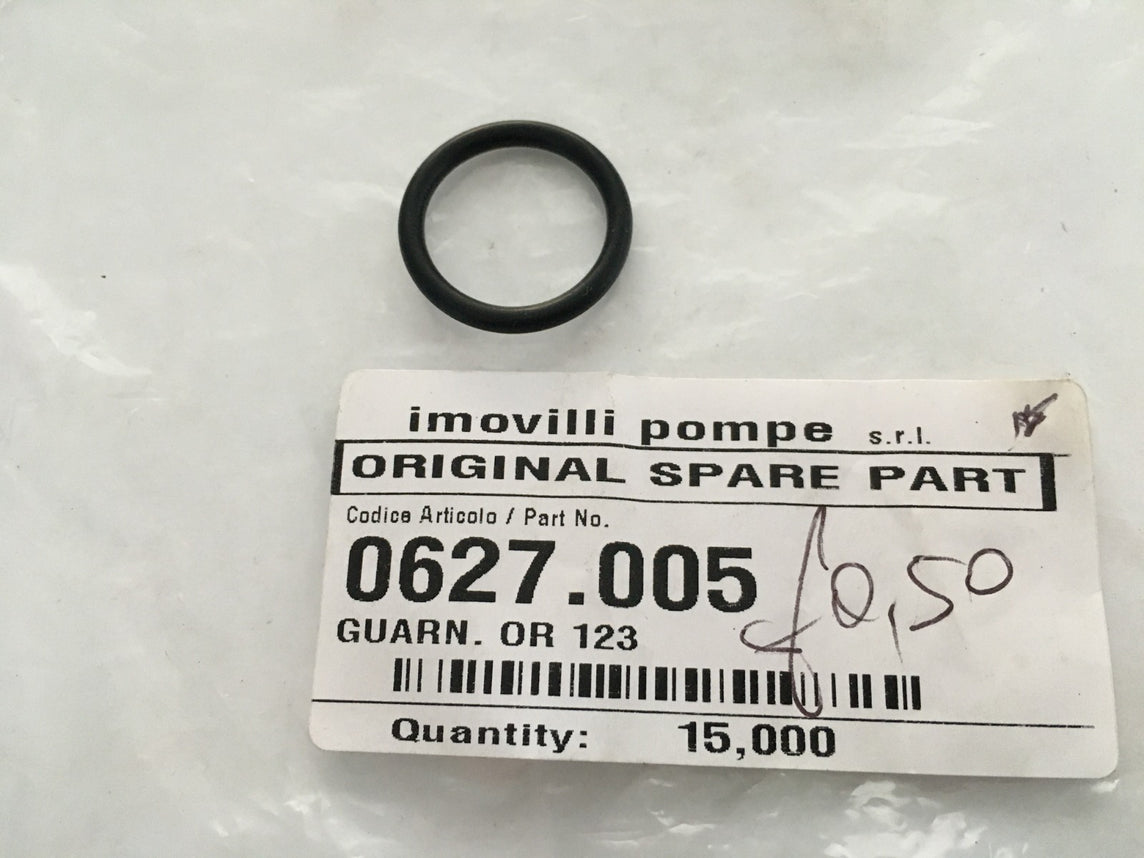 imovilli pompe s.r.l.
ORIGINAL SPARE PART
Codice Articolo / Part No.
0627.005
£0,50
GUARN. OR 123
Quantity: 15,000